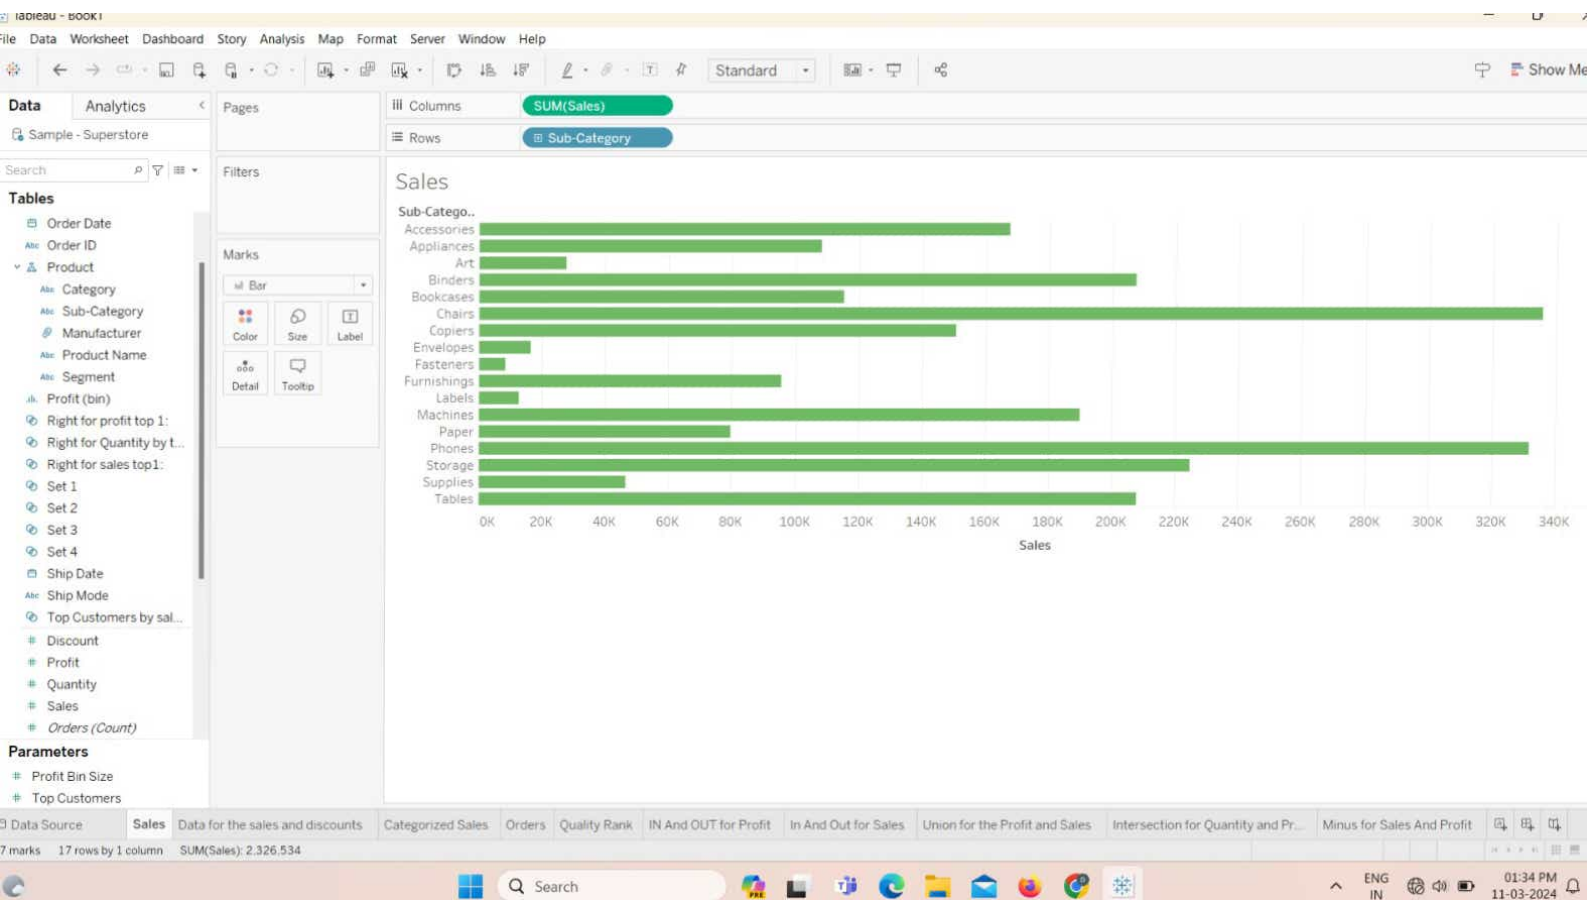 Tableau - Book1
File Data Worksheet Dashboard Story Analysis Map Format Server Window Help
Standard
Show Me
Data Analytics
Pages
Columns SUM(Sales)
Sample - Superstore
Rows Sub-Category
Search
Filters
Sales
Tables
Order Date
Abc Order ID
Product
Abc Category
Abc Sub-Category
Manufacturer
Abc Product Name
Abc Segment
Profit (bin)
Right for profit top 1:
Right for Quantity by t...
Right for sales top1:
Set 1
Set 2
Set 3
Set 4
Ship Date
Abc Ship Mode
Top Customers by sal...
# Discount
# Profit
# Quantity
# Sales
# Orders (Count)
Parameters
# Profit Bin Size
# Top Customers
Marks
Bar
Color Size Label
Detail Tooltip
Sub-Catego..
Accessories
Appliances
Art
Binders
Bookcases
Chairs
Copiers
Envelopes
Fasteners
Furnishings
Labels
Machines
Paper
Phones
Storage
Supplies
Tables
0K 20K 40K 60K 80K 100K 120K 140K 160K 180K 200K 220K 240K 260K 280K 300K 320K 340K
Sales
Data Source Sales Data for the sales and discounts Categorized Sales Orders Quality Rank IN And OUT for Profit In And Out for Sales Union for the Profit and Sales Intersection for Quantity and Pr... Minus for Sales And Profit
7 marks 17 rows by 1 column SUM(Sales): 2,326,534
Search
PRE
ENG
IN
01:34 PM
11-03-2024